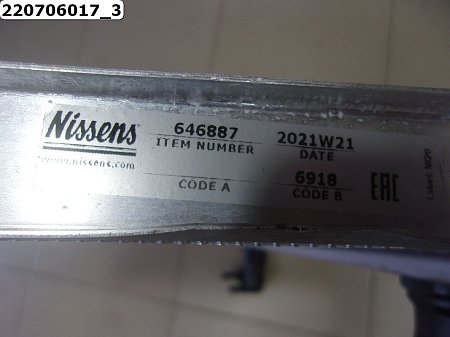 220706017_3
Nissens
www.nissens.com
646887
ITEM NUMBER
2021W21
DATE
CODE A
6918
CODE B
EAC